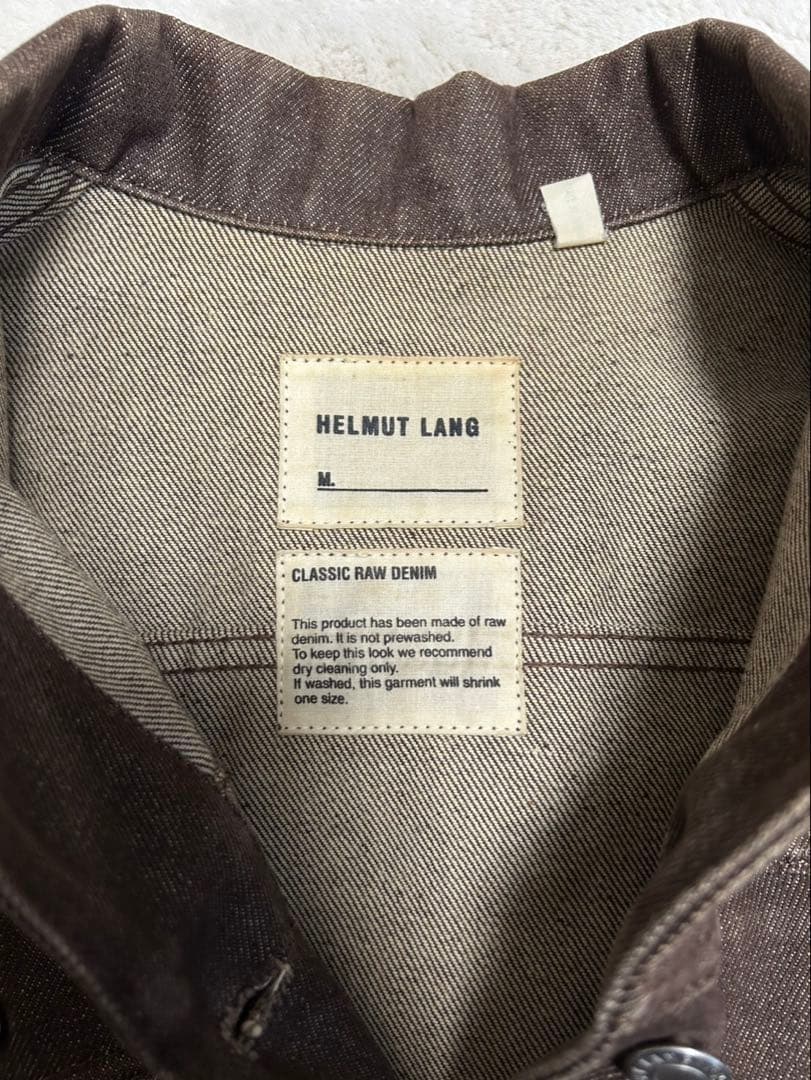 HELMUT LANG
M.
CLASSIC RAW DENIM
This product has been made of raw
denim. It is not prewashed.
To keep this look we recommend
dry cleaning only.
If washed, this garment will shrink
one size.